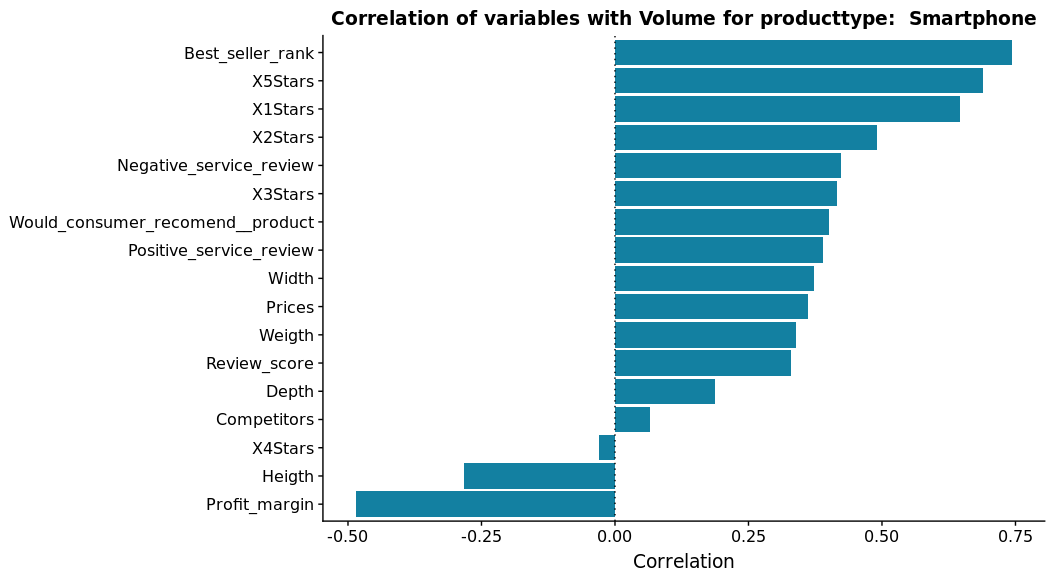 Correlation of variables with Volume for producttype:  Smartphone
Best_seller_rank
X5Stars
X1Stars
X2Stars
Negative_service_review
X3Stars
Would_consumer_recomend__product
Positive_service_review
Width
Prices
Weigth
Review_score
Depth
Competitors
X4Stars
Heigth
Profit_margin
-0.50 -0.25 0.00 0.25 0.50 0.75
Correlation